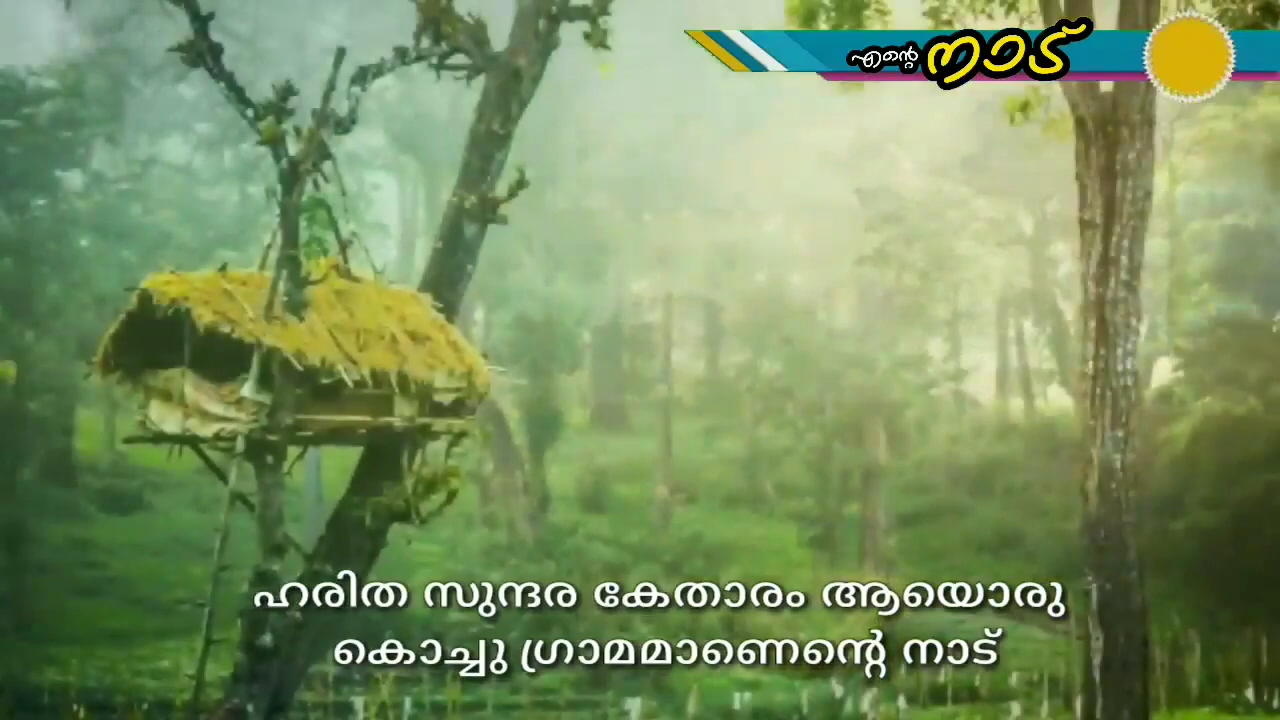 എന്റെ നാട്
ഹരിത സുന്ദര കേതാരം ആയൊരു
കൊച്ചു ഗ്രാമമാണെന്റെ നാട്